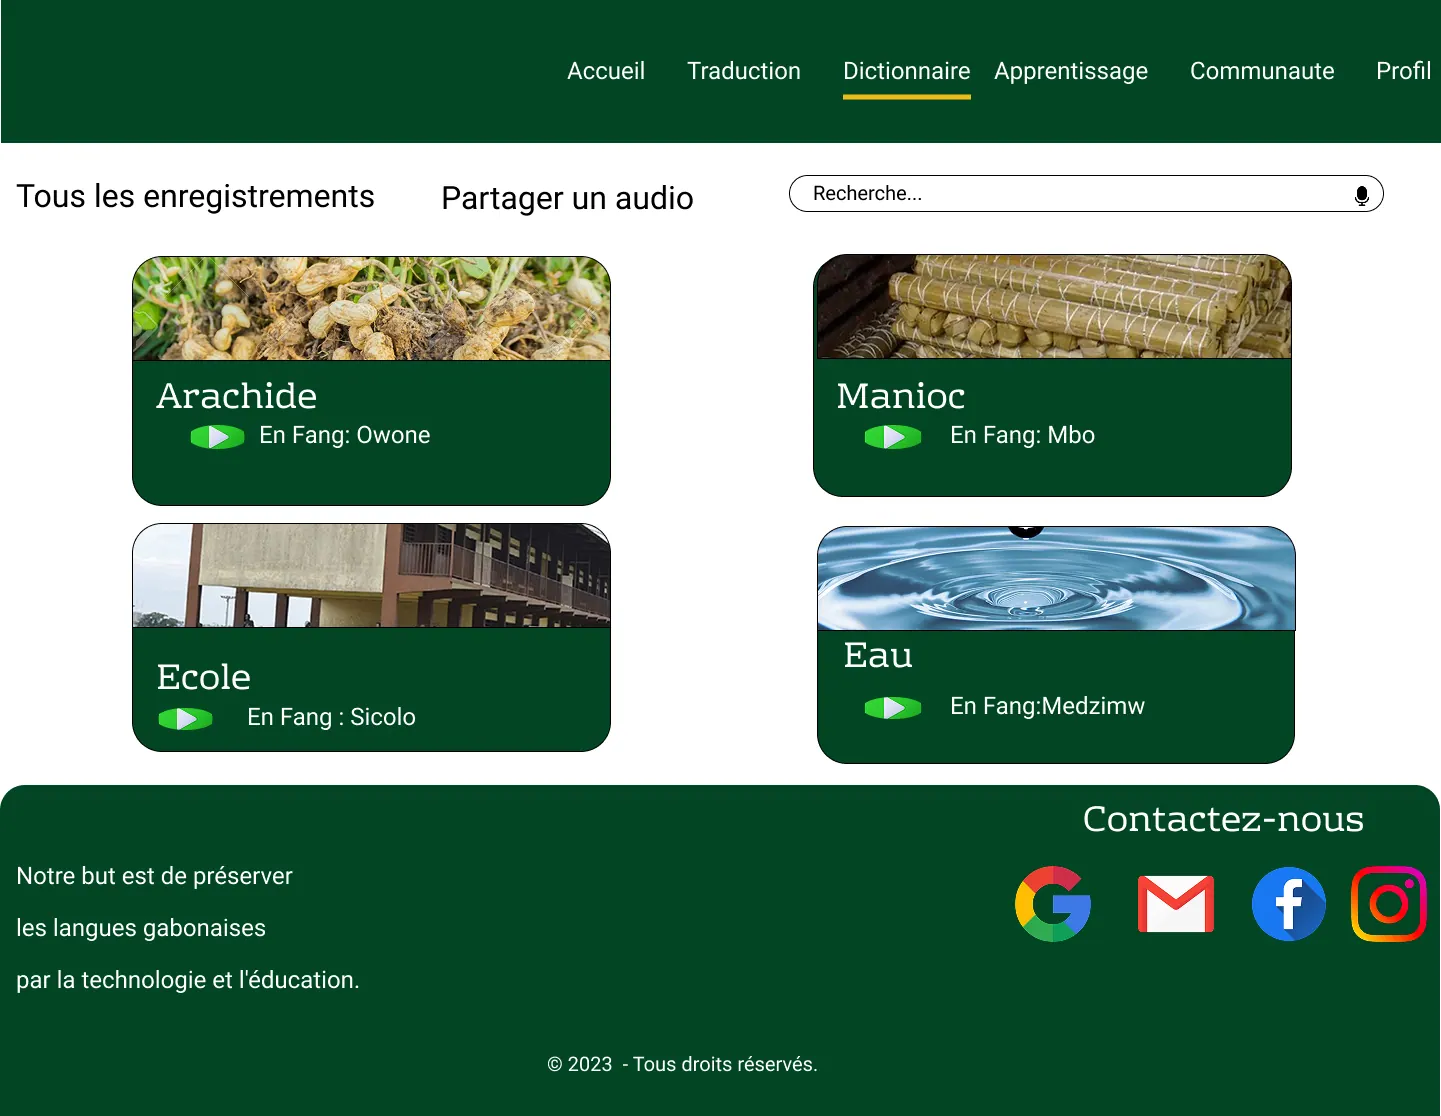 Accueil Traduction Dictionnaire Apprentissage Communaute Profil
Tous les enregistrements Partager un audio Recherche...
Arachide
En Fang: Owone
Manioc
En Fang: Mbo
Ecole
En Fang : Sicolo
Eau
En Fang:Medzimw
Contactez-nous
Notre but est de préserver
les langues gabonaises
par la technologie et l'éducation.
© 2023 - Tous droits réservés.